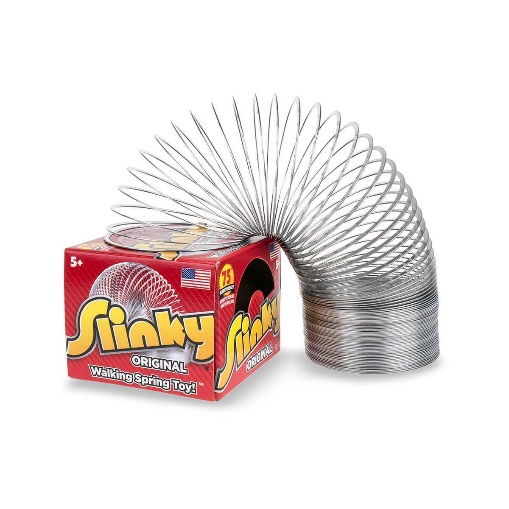 5+
Slinky
ORIGINAL
Walking Spring Toy!
75
Slinky
ORIGINAL